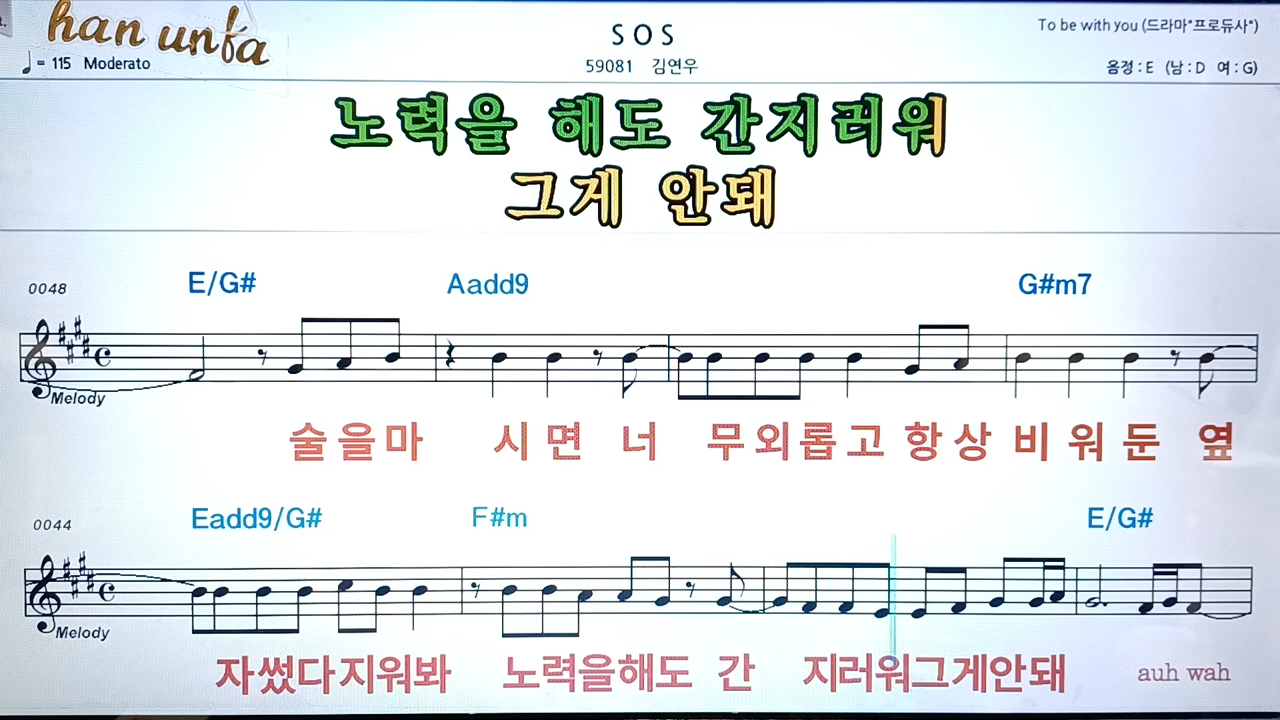 han unfa
S O S
To be with you (드라마"프로듀사")
♩ = 115 Moderato
59081 김연우
음정 : E (남 : D 여 : G)
노력을 해도 간지러워
그게 안돼
0048
E/G# Aadd9 G#m7
Melody
술을마 시면 너 무외롭고 항상 비워둔 옆
0044
Eadd9/G# F#m E/G#
Melody
자썼다지워봐 노력을해도 간 지러워그게안돼 auh wah